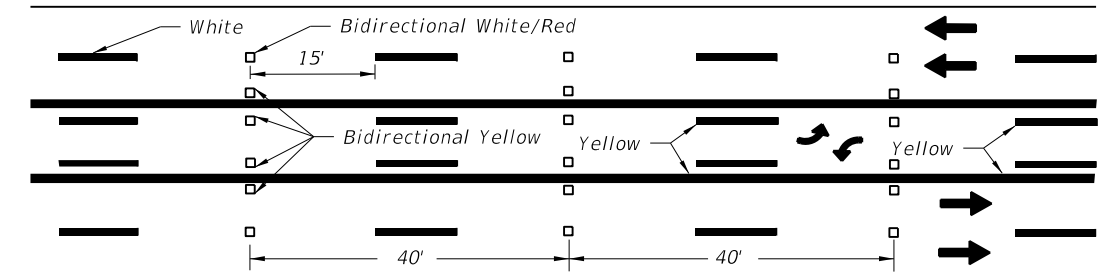 White
Bidirectional White/Red
15'
Bidirectional Yellow
Yellow
Yellow
40'
40'